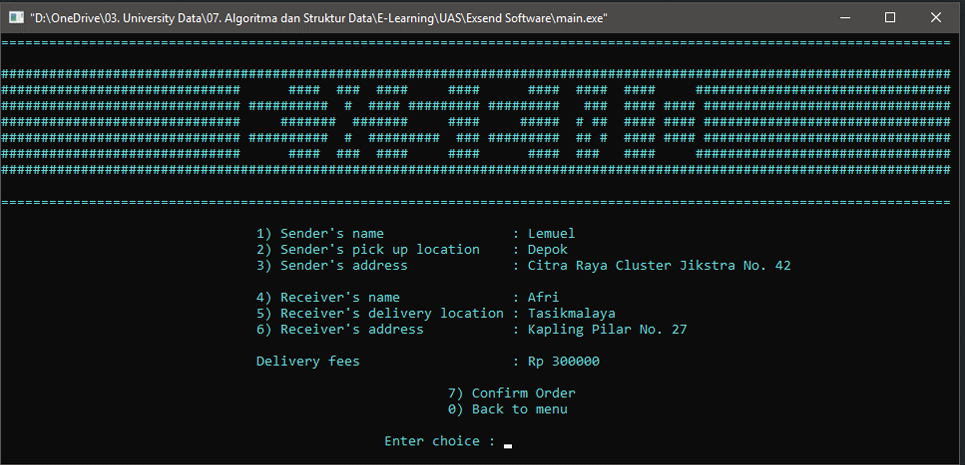 "D:\OneDrive\03. University Data\07. Algoritma dan Struktur Data\E-Learning\UAS\Exsend Software\main.exe"
EXSEND
1) Sender's name : Lemuel
2) Sender's pick up location : Depok
3) Sender's address : Citra Raya Cluster Jikstra No. 42
4) Receiver's name : Afri
5) Receiver's delivery location : Tasikmalaya
6) Receiver's address : Kapling Pilar No. 27
Delivery fees : Rp 300000
7) Confirm Order
0) Back to menu
Enter choice :